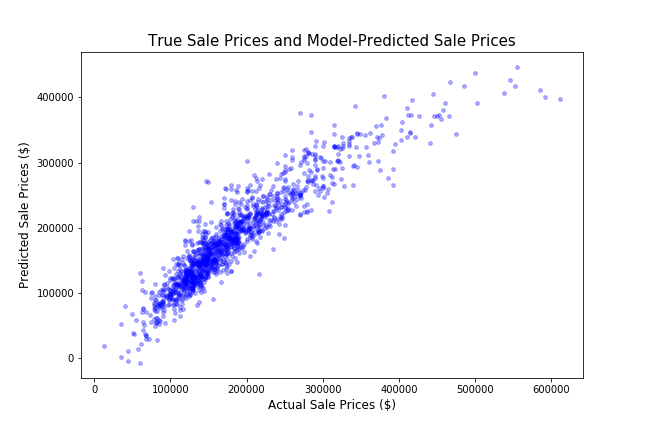 True Sale Prices and Model-Predicted Sale Prices
Predicted Sale Prices ($)
400000
300000
200000
100000
0
0 100000 200000 300000 400000 500000 600000
Actual Sale Prices ($)